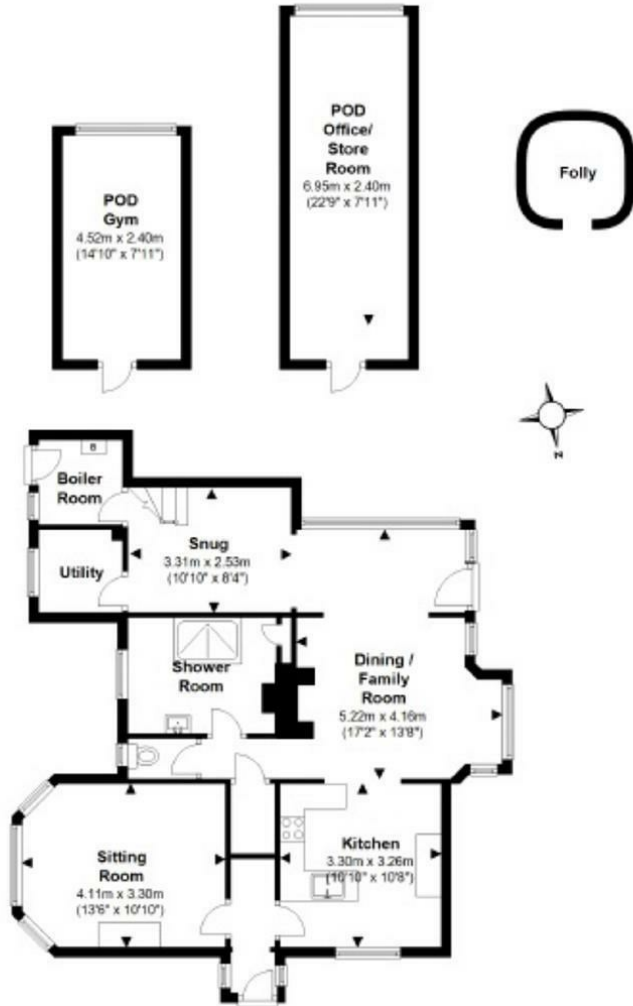 POD
Gym
4.52m x 2.40m
(14'10" x 7'11")
POD
Office/
Store
Room
6.95m x 2.40m
(22'9" x 7'11")
Folly
N
B
Boiler
Room
Utility
Snug
3.31m x 2.53m
(10'10" x 8'4")
Shower
Room
Dining /
Family
Room
5.22m x 4.16m
(17'2" x 13'8")
Sitting
Room
4.11m x 3.30m
(13'6" x 10'10")
Kitchen
3.30m x 3.26m
(10'10" x 10'8")